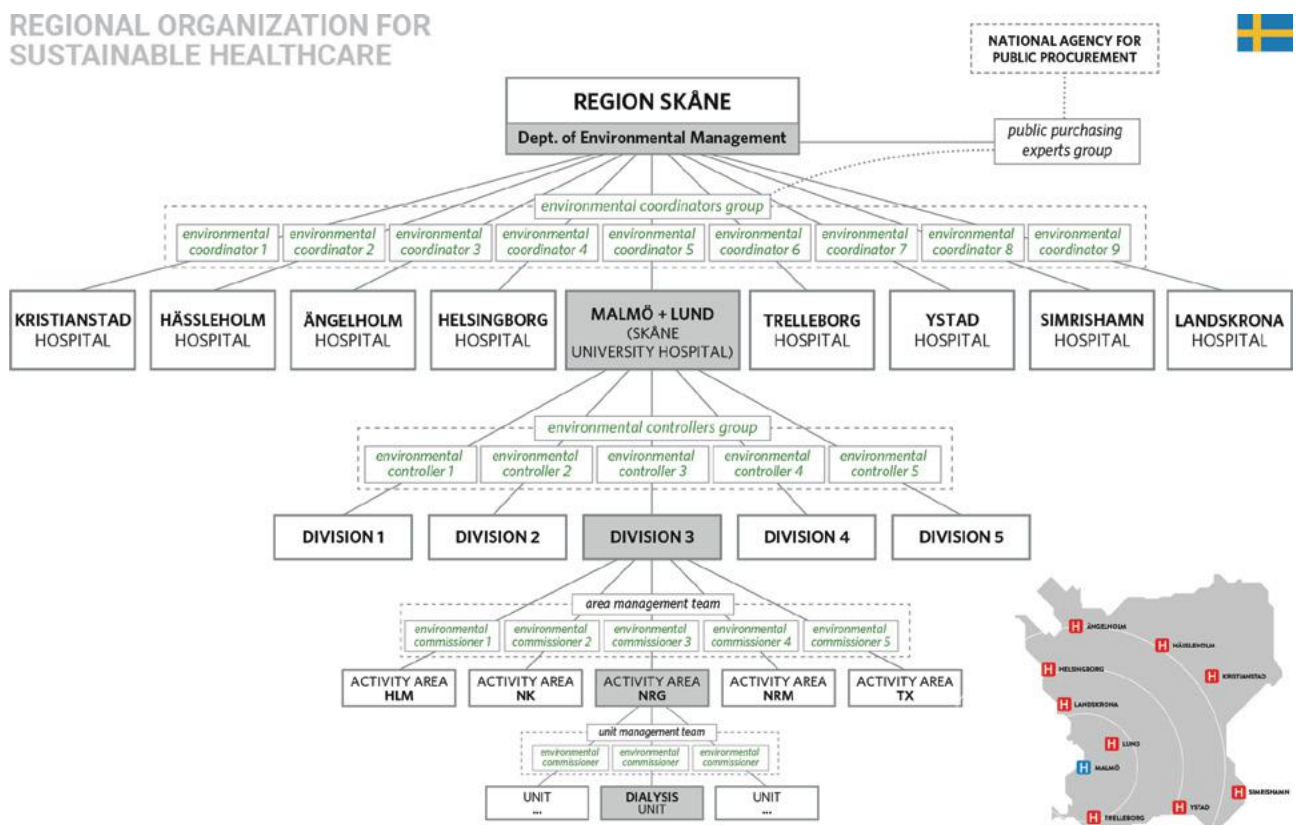 REGIONAL ORGANIZATION FOR
SUSTAINABLE HEALTHCARE
NATIONAL AGENCY FOR
PUBLIC PROCUREMENT
REGION SKÅNE
Dept. of Environmental Management
public purchasing
experts group
environmental coordinators group
environmental
coordinator 1
environmental
coordinator 2
environmental
coordinator 3
environmental
coordinator 4
environmental
coordinator 5
environmental
coordinator 6
environmental
coordinator 7
environmental
coordinator 8
environmental
coordinator 9
KRISTIANSTAD
HOSPITAL
HÄSSLEHOLM
HOSPITAL
ÄNGELHOLM
HOSPITAL
HELSINGBORG
HOSPITAL
MALMÖ + LUND
(SKÅNE
UNIVERSITY HOSPITAL)
TRELLEBORG
HOSPITAL
YSTAD
HOSPITAL
SIMRISHAMN
HOSPITAL
LANDSKRONA
HOSPITAL
environmental controllers group
environmental
controller 1
environmental
controller 2
environmental
controller 3
environmental
controller 4
environmental
controller 5
DIVISION 1
DIVISION 2
DIVISION 3
DIVISION 4
DIVISION 5
area management team
environmental
commissioner 1
environmental
commissioner 2
environmental
commissioner 3
environmental
commissioner 4
environmental
commissioner 5
ACTIVITY AREA
HLM
ACTIVITY AREA
NK
ACTIVITY AREA
NRG
ACTIVITY AREA
NRM
ACTIVITY AREA
TX
unit management team
environmental
commissioner
environmental
commissioner
environmental
commissioner
UNIT
...
DIALYSIS
UNIT
UNIT
...
H ÄNGELHOLM
H HÄSSLEHOLM
H HELSINGBORG
H KRISTIANSTAD
H LANDSKRONA
H LUND
H MALMÖ
H SIMRISHAMN
H YSTAD
H TRELLEBORG